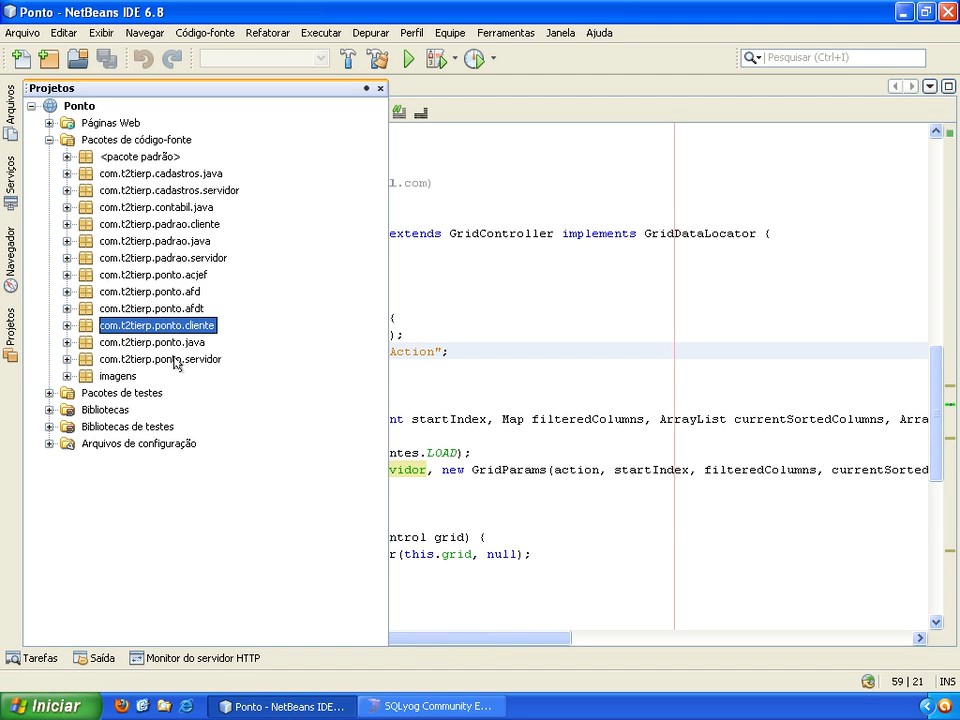 Ponto - NetBeans IDE 6.8
Arquivo Editar Exibir Navegar Código-fonte Refatorar Executar Depurar Perfil Equipe Ferramentas Janela Ajuda
Pesquisar (Ctrl+I)
Projetos
Arquivos
Serviços
Navegador
Projetos
Ponto
Páginas Web
Pacotes de código-fonte
<pacote padrão>
com.t2tierp.cadastros.java
com.t2tierp.cadastros.servidor
com.t2tierp.contabil.java
com.t2tierp.padrao.cliente
com.t2tierp.padrao.java
com.t2tierp.padrao.servidor
com.t2tierp.ponto.acjef
com.t2tierp.ponto.afd
com.t2tierp.ponto.afdt
com.t2tierp.ponto.cliente
com.t2tierp.ponto.java
com.t2tierp.ponto.servidor
imagens
Pacotes de testes
Bibliotecas
Bibliotecas de testes
Arquivos de configuração
l.com)
extends GridController implements GridDataLocator {
{
);
Action";
nt startIndex, Map filteredColumns, ArrayList currentSortedColumns, Arra
ntes.LOAD);
vidor, new GridParams(action, startIndex, filteredColumns, currentSorted
ntrol grid) {
r(this.grid, null);
Tarefas Saída Monitor do servidor HTTP
59 | 21 INS
Iniciar Ponto - NetBeans IDE... SQLyog Community E...